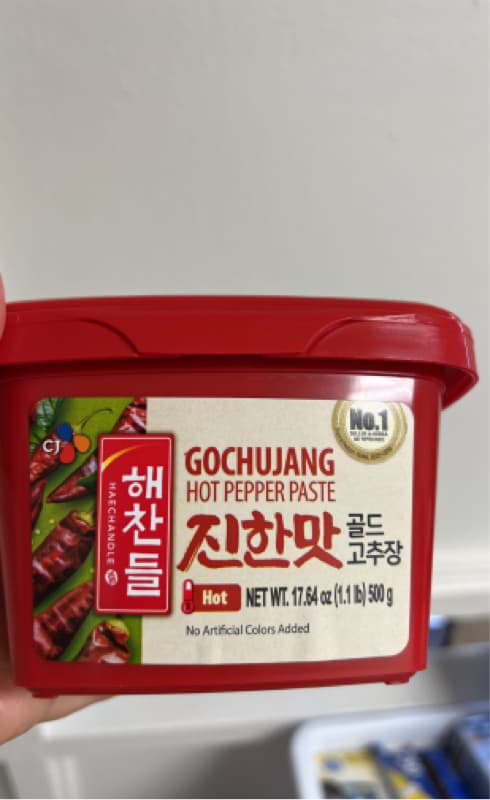 CJ
해찬들
HAECHANDLE
GOCHUJANG
HOT PEPPER PASTE
진한맛 골드
고추장
Hot NET WT. 17.64 oz (1.1 lb) 500 g
No Artificial Colors Added
No.1